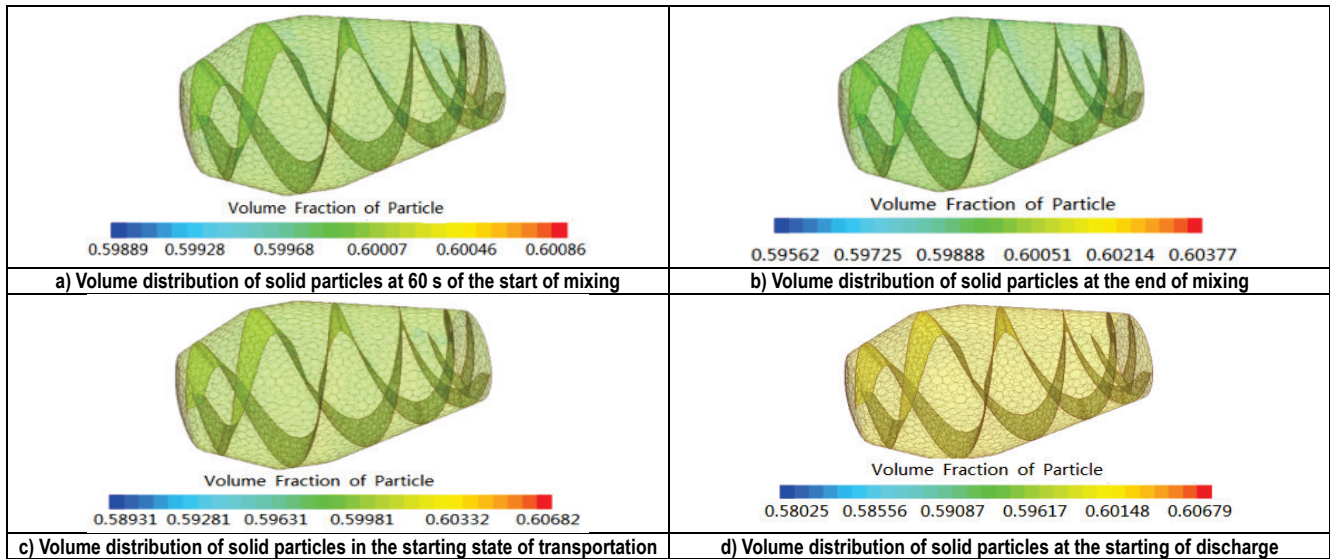 Volume Fraction of Particle
0.59889 0.59928 0.59968 0.60007 0.60046 0.60086
a) Volume distribution of solid particles at 60 s of the start of mixing
Volume Fraction of Particle
0.59562 0.59725 0.59888 0.60051 0.60214 0.60377
b) Volume distribution of solid particles at the end of mixing
Volume Fraction of Particle
0.58931 0.59281 0.59631 0.59981 0.60332 0.60682
c) Volume distribution of solid particles in the starting state of transportation
Volume Fraction of Particle
0.58025 0.58556 0.59087 0.59617 0.60148 0.60679
d) Volume distribution of solid particles at the starting of discharge